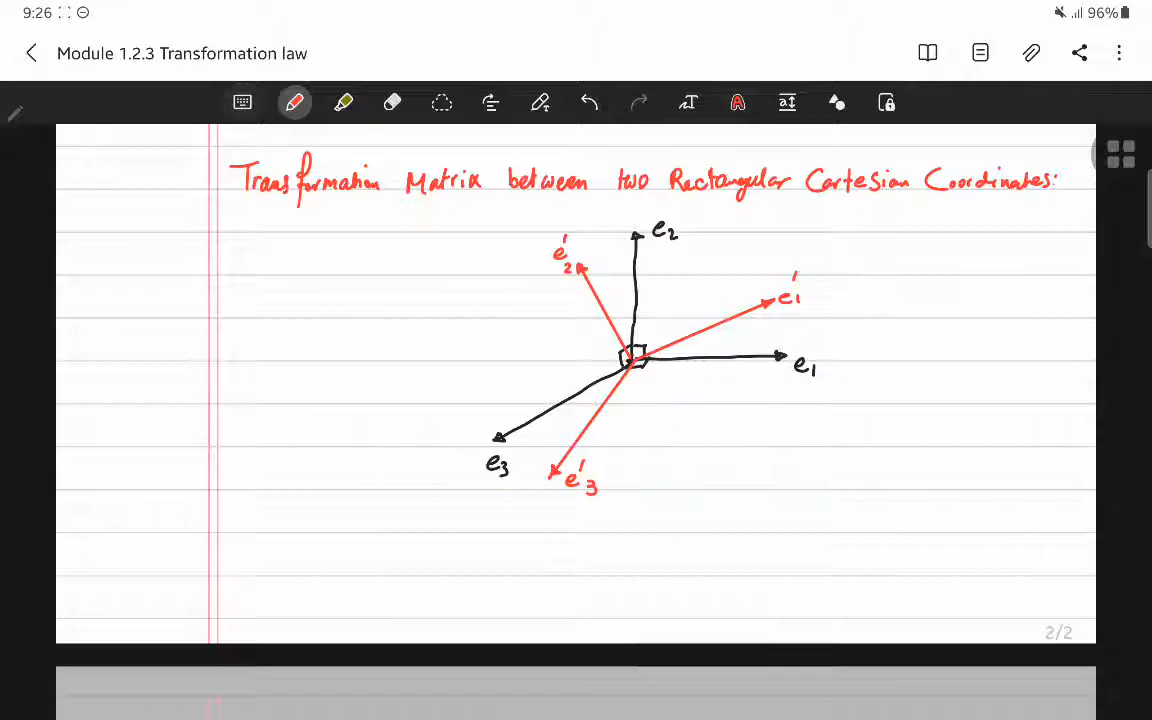 9:26 96%
Module 1.2.3 Transformation law
Transformation Matrix between two Rectangular Cartesian Coordinates:
e2
e'2
e'1
e1
e3
e'3
2/2